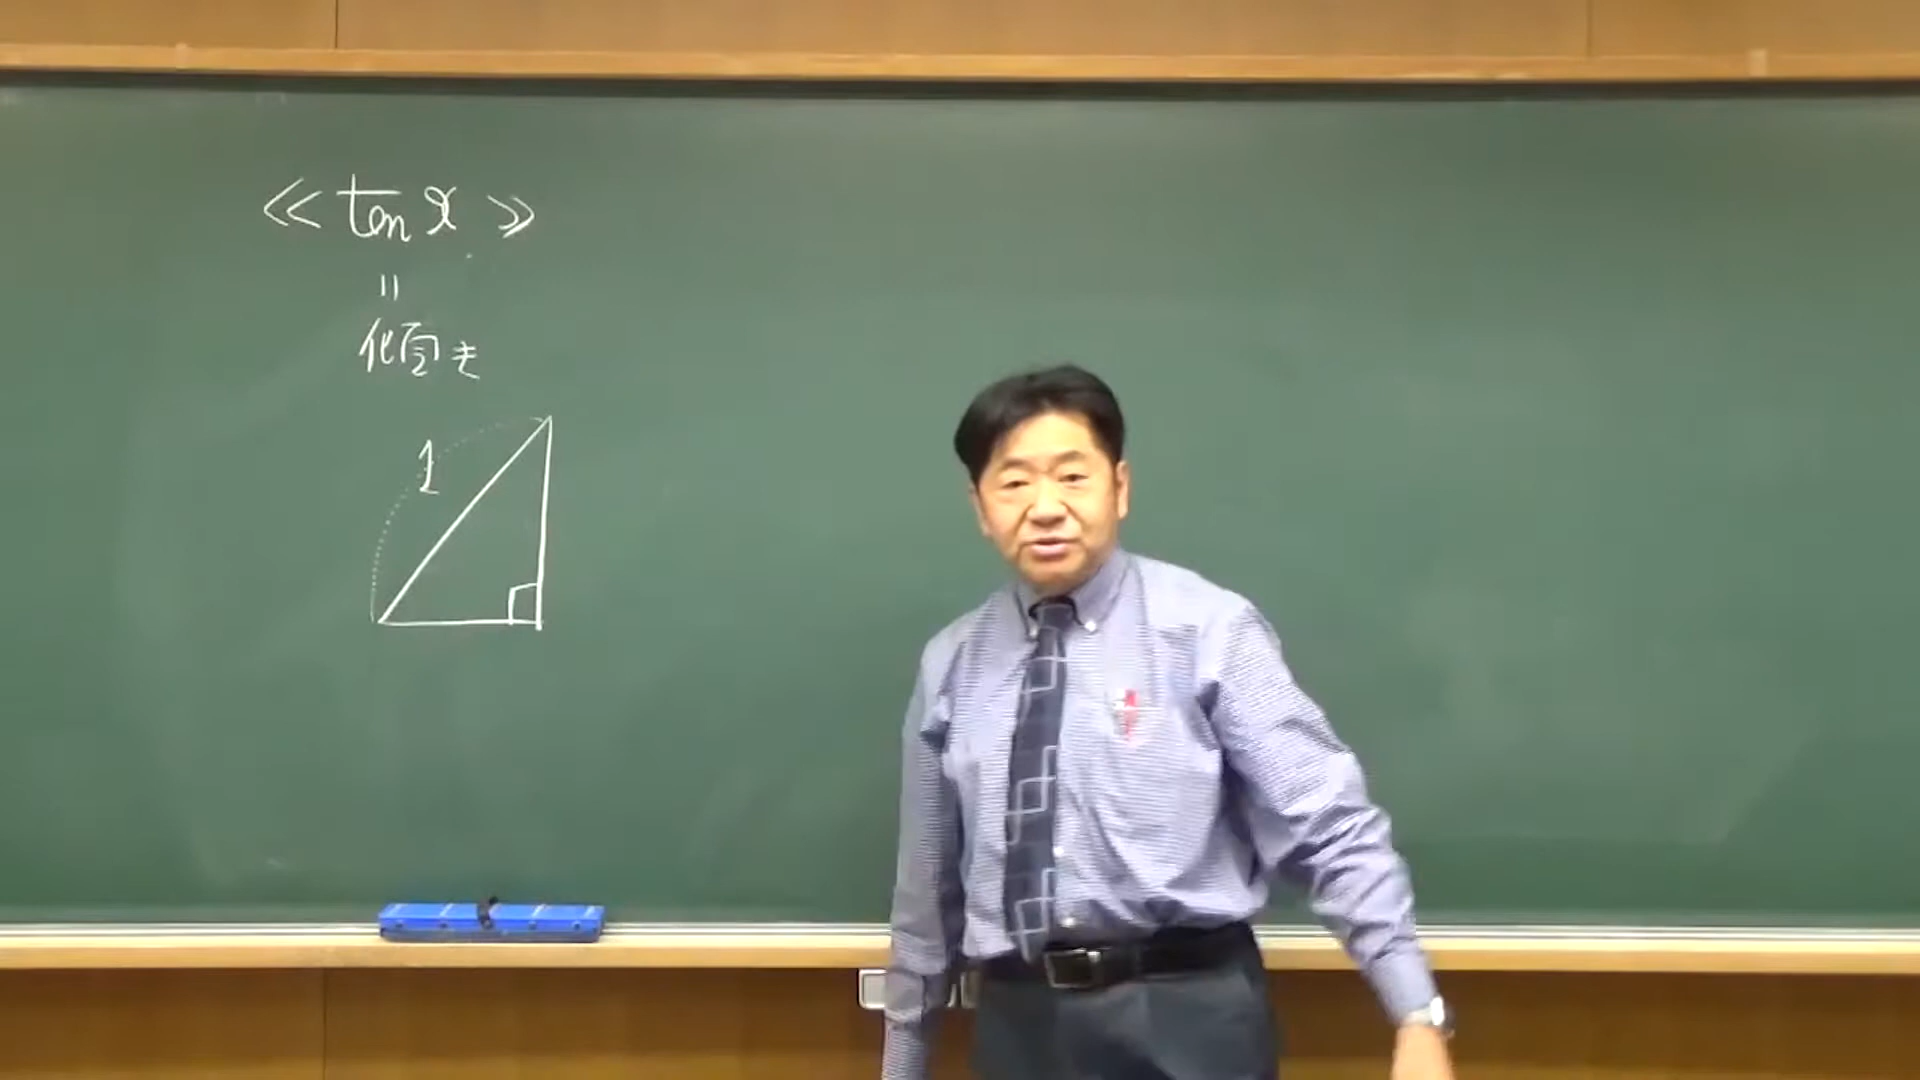 ≪ tan x ≫
=
傾き
1